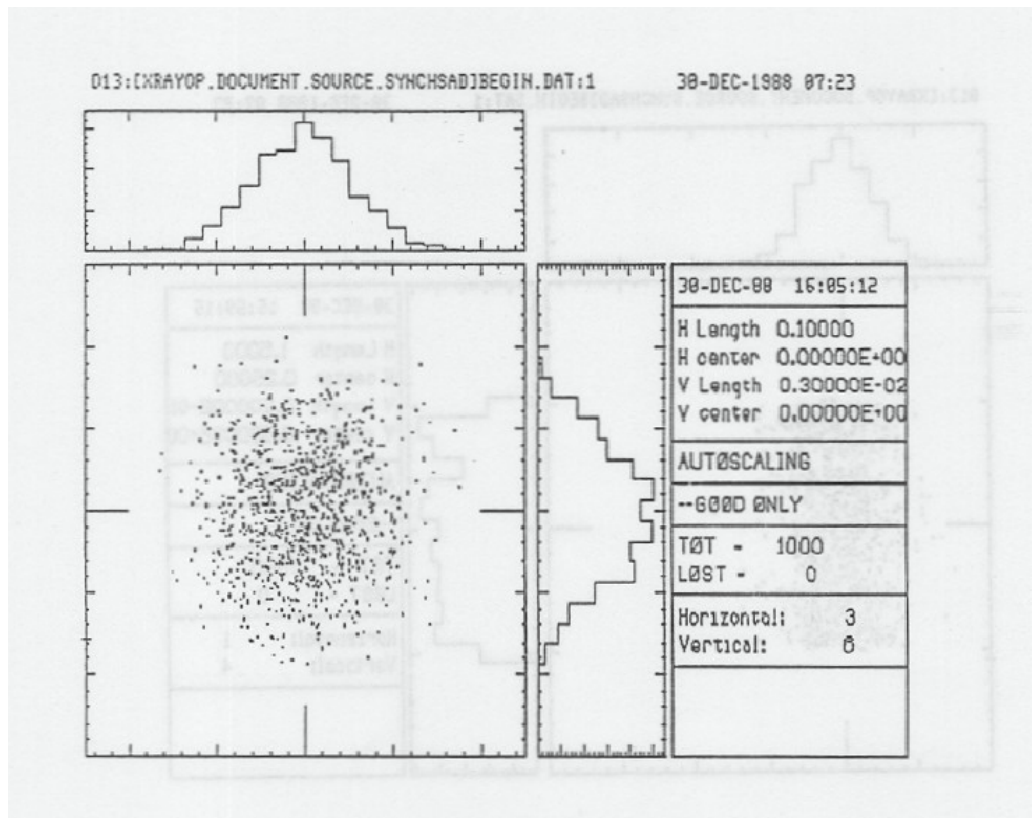 D13:[XRAYOP.DOCUMENT.SOURCE.SYNCHSAD]BEGIN.DAT;1 30-DEC-1988 07:23
30-DEC-88 16:05:12
H Length 0.10000
H center 0.00000E+00
V Length 0.30000E-02
V center 0.00000E+00
AUTØSCALING
--GØØD ØNLY
TØT = 1000
LØST = 0
Horizontal: 3
Vertical: 6